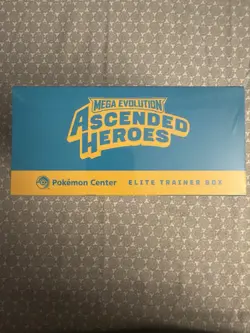 MEGA EVOLUTION
ASCENDED
HEROES
Pokémon Center ELITE TRAINER BOX